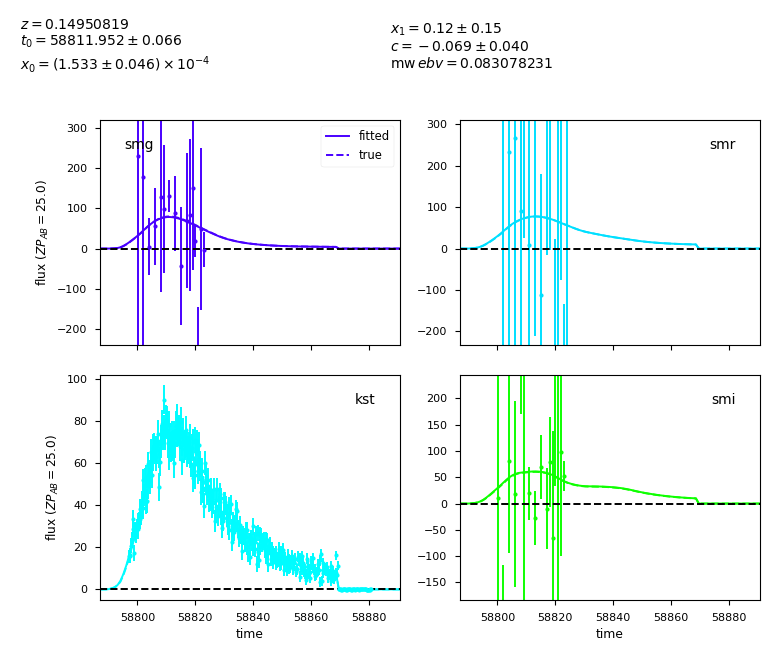 z = 0.14950819
t0 = 58811.952 ± 0.066
x0 = (1.533 ± 0.046) × 10^−4
x1 = 0.12 ± 0.15
c = −0.069 ± 0.040
mw ebv = 0.083078231
300
200
100
0
−100
−200
flux (ZP_AB = 25.0)
smg
fitted
true
300
200
100
0
−100
−200
smr
100
80
60
40
20
0
flux (ZP_AB = 25.0)
kst
58800 58820 58840 58860 58880
time
200
150
100
50
0
−50
−100
−150
smi
58800 58820 58840 58860 58880
time